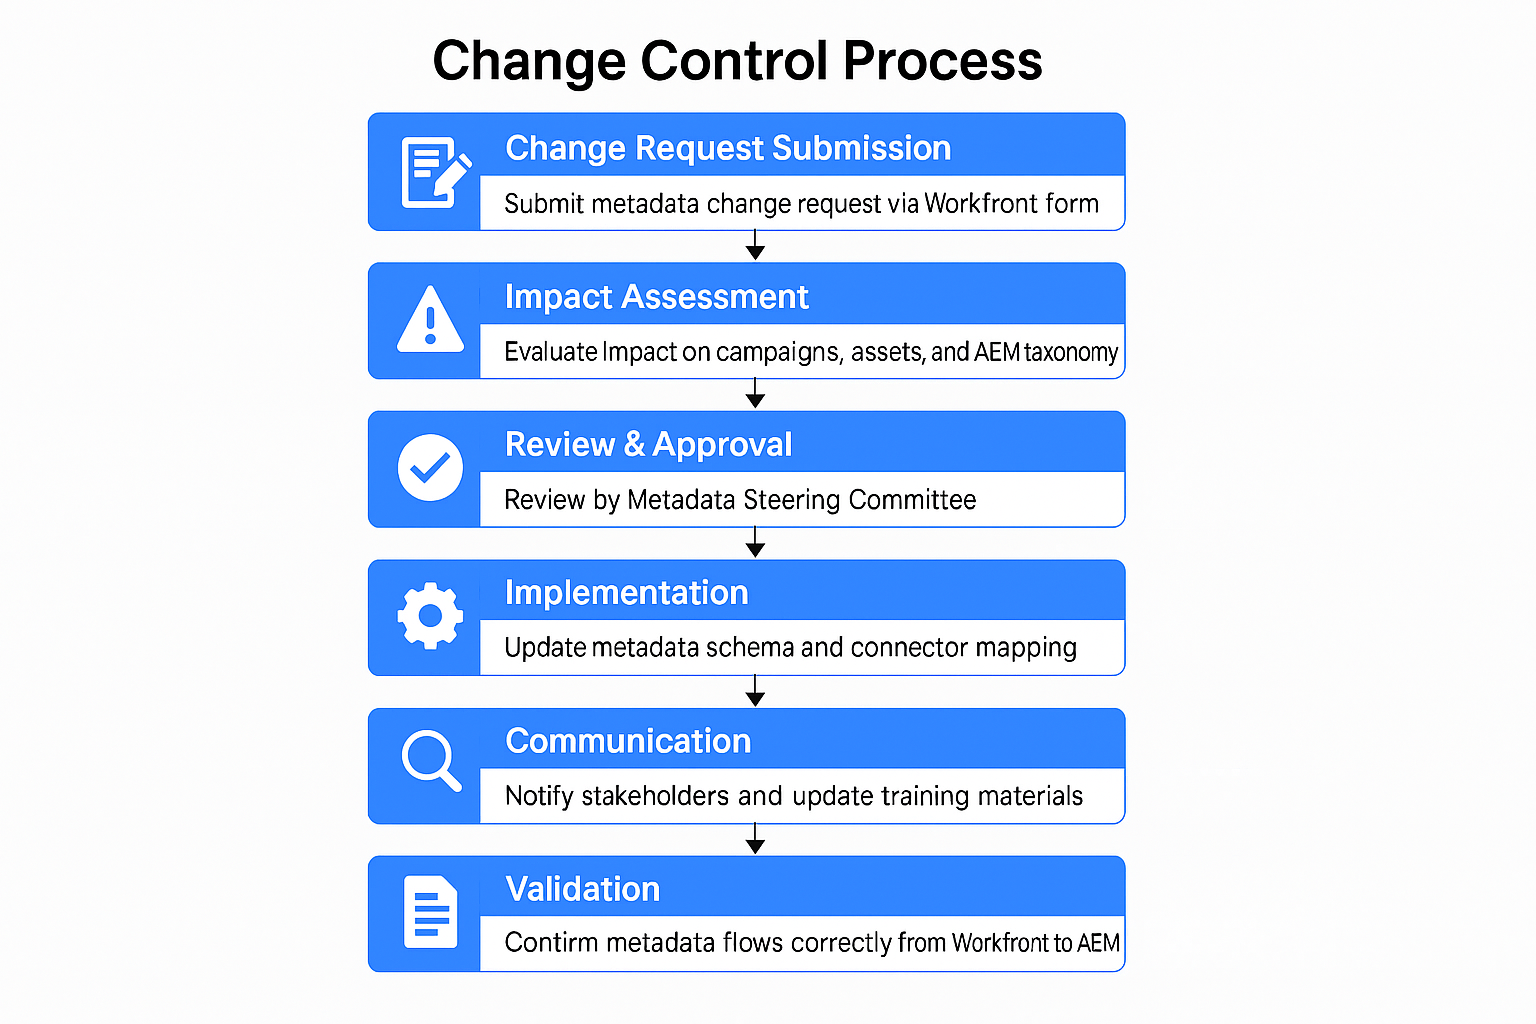 Change Control Process
Change Request Submission
Submit metadata change request via Workfront form
Impact Assessment
Evaluate Impact on campaigns, assets, and AEM taxonomy
Review & Approval
Review by Metadata Steering Committee
Implementation
Update metadata schema and connector mapping
Communication
Notify stakeholders and update training materials
Validation
Contirm metadata flows correctly from Workfront to AEM